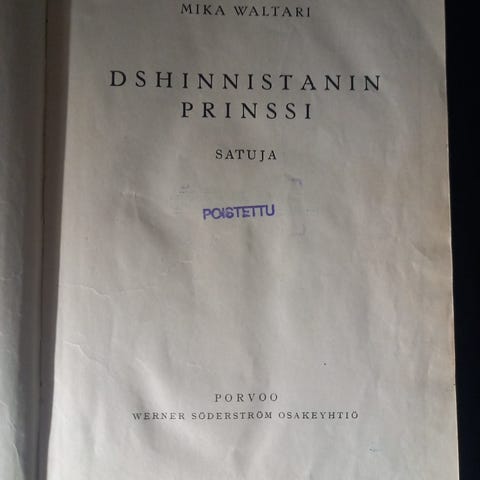 MIKA WALTARI
DSHINNISTANIN
PRINSSI
SATUJA
POISTETTU
PORVOO
WERNER SÖDERSTRÖM OSAKEYHTIÖ